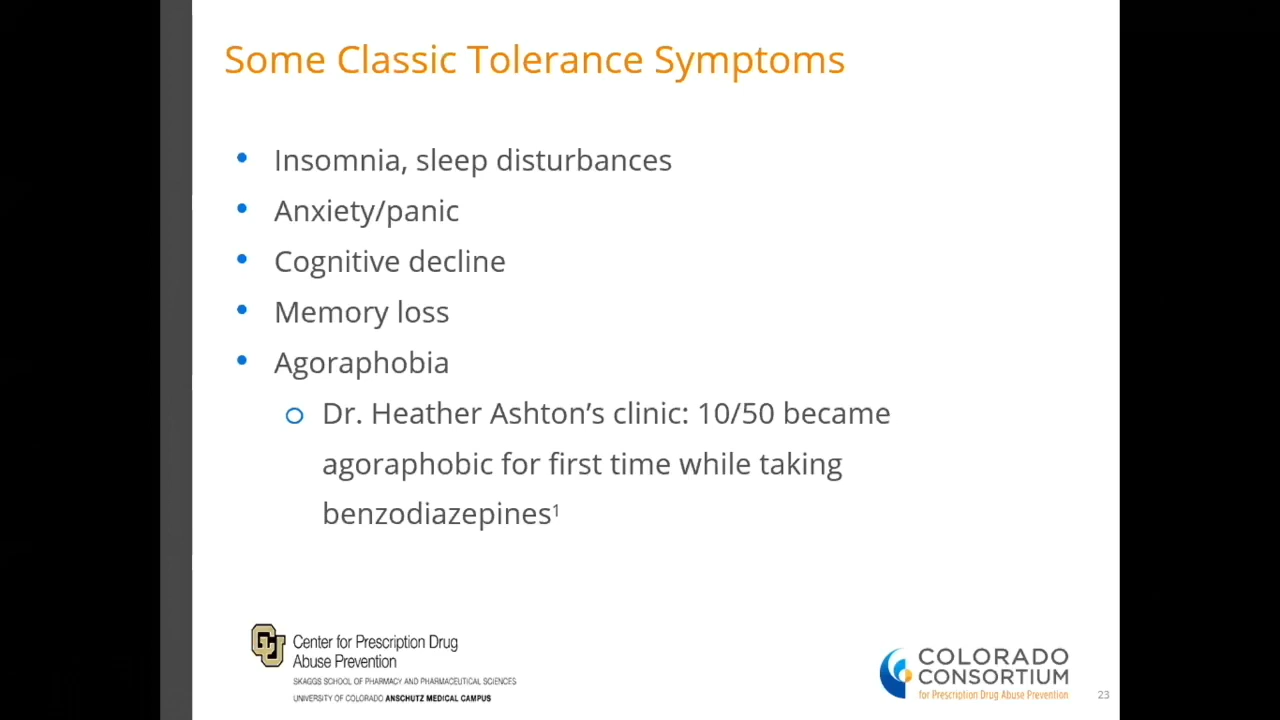 Some Classic Tolerance Symptoms
• Insomnia, sleep disturbances
• Anxiety/panic
• Cognitive decline
• Memory loss
• Agoraphobia
o Dr. Heather Ashton’s clinic: 10/50 became
agoraphobic for first time while taking
benzodiazepines¹
CU
Center for Prescription Drug
Abuse Prevention
SKAGGS SCHOOL OF PHARMACY AND PHARMACEUTICAL SCIENCES
UNIVERSITY OF COLORADO ANSCHUTZ MEDICAL CAMPUS
COLORADO
CONSORTIUM
for Prescription Drug Abuse Prevention
23